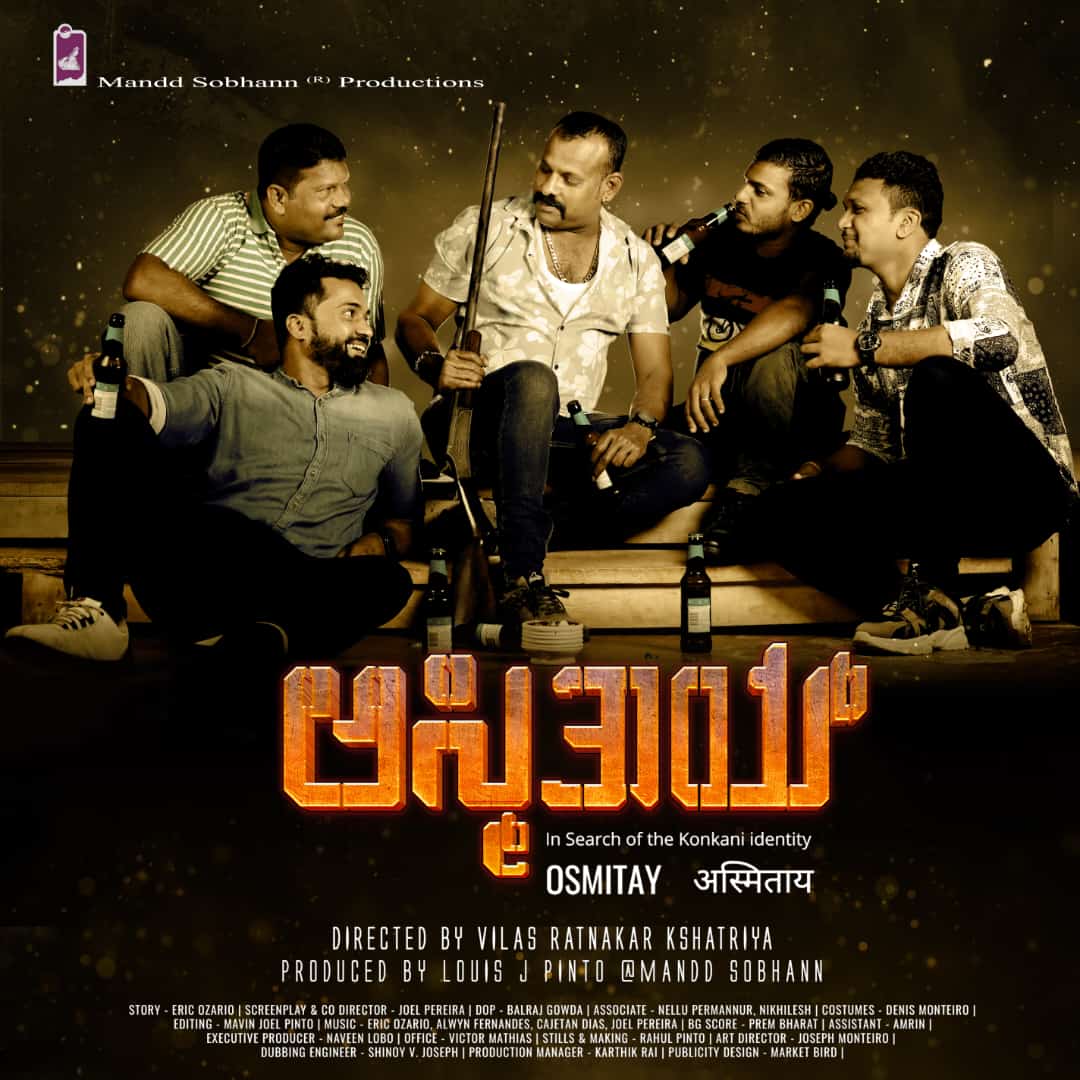 Mandd Sobhann (R) Productions
ಅಸ್ಮಿತಾಯ್
In Search of the Konkani identity
OSMITAY अस्मिताय
DIRECTED BY VILAS RATNAKAR KSHATRIYA
PRODUCED BY LOUIS J PINTO @MANDD SOBHANN
STORY - ERIC OZARIO | SCREENPLAY & CO DIRECTOR - JOEL PEREIRA | DOP - BALRAJ GOWDA | ASSOCIATE - NELLU PERMANNUR, NIKHILESH | COSTUMES - DENIS MONTEIRO |
EDITING - MAVIN JOEL PINTO | MUSIC - ERIC OZARIO, ALWYN FERNANDES, CAJETAN DIAS, JOEL PEREIRA | BG SCORE - PREM BHARAT | ASSISTANT - AMRIN |
EXECUTIVE PRODUCER - NAVEEN LOBO | OFFICE - VICTOR MATHIAS | STILLS & MAKING - RAHUL PINTO | ART DIRECTOR - JOSEPH MONTEIRO |
DUBBING ENGINEER - SHINOY V. JOSEPH | PRODUCTION MANAGER - KARTHIK RAI | PUBLICITY DESIGN - MARKET BIRD |